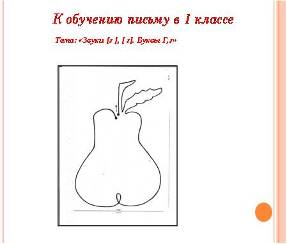 К обучению письму в 1 классе
Тема: «Звуки [г ], [ г]. Буквы Г, г»